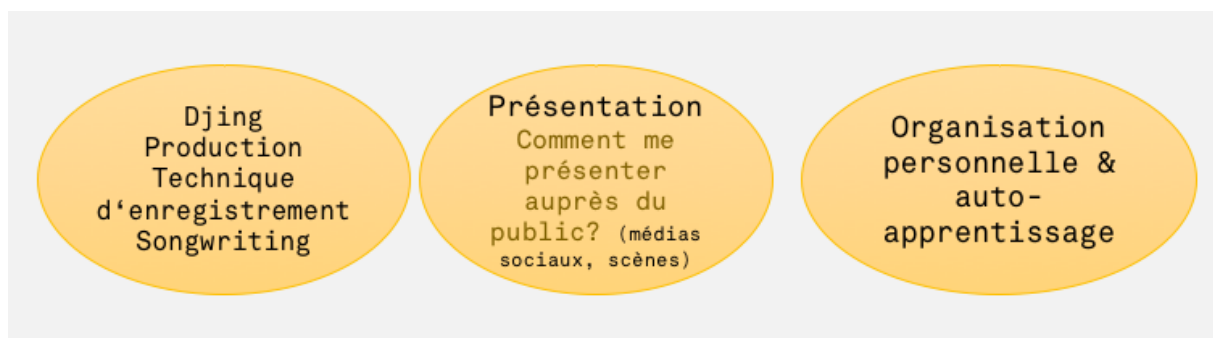 Djing
Production
Technique
d‘enregistrement
Songwriting
Présentation
Comment me
présenter
auprès du
public? (médias
sociaux, scènes)
Organisation
personnelle &
auto-
apprentissage